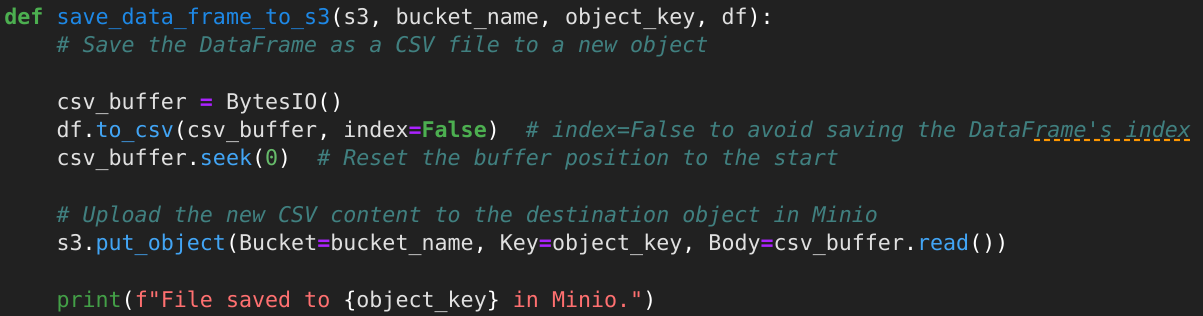 def save_data_frame_to_s3(s3, bucket_name, object_key, df):
    # Save the DataFrame as a CSV file to a new object

    csv_buffer = BytesIO()
    df.to_csv(csv_buffer, index=False)  # index=False to avoid saving the DataFrame's index
    csv_buffer.seek(0)  # Reset the buffer position to the start

    # Upload the new CSV content to the destination object in Minio
    s3.put_object(Bucket=bucket_name, Key=object_key, Body=csv_buffer.read())

    print(f"File saved to {object_key} in Minio.")